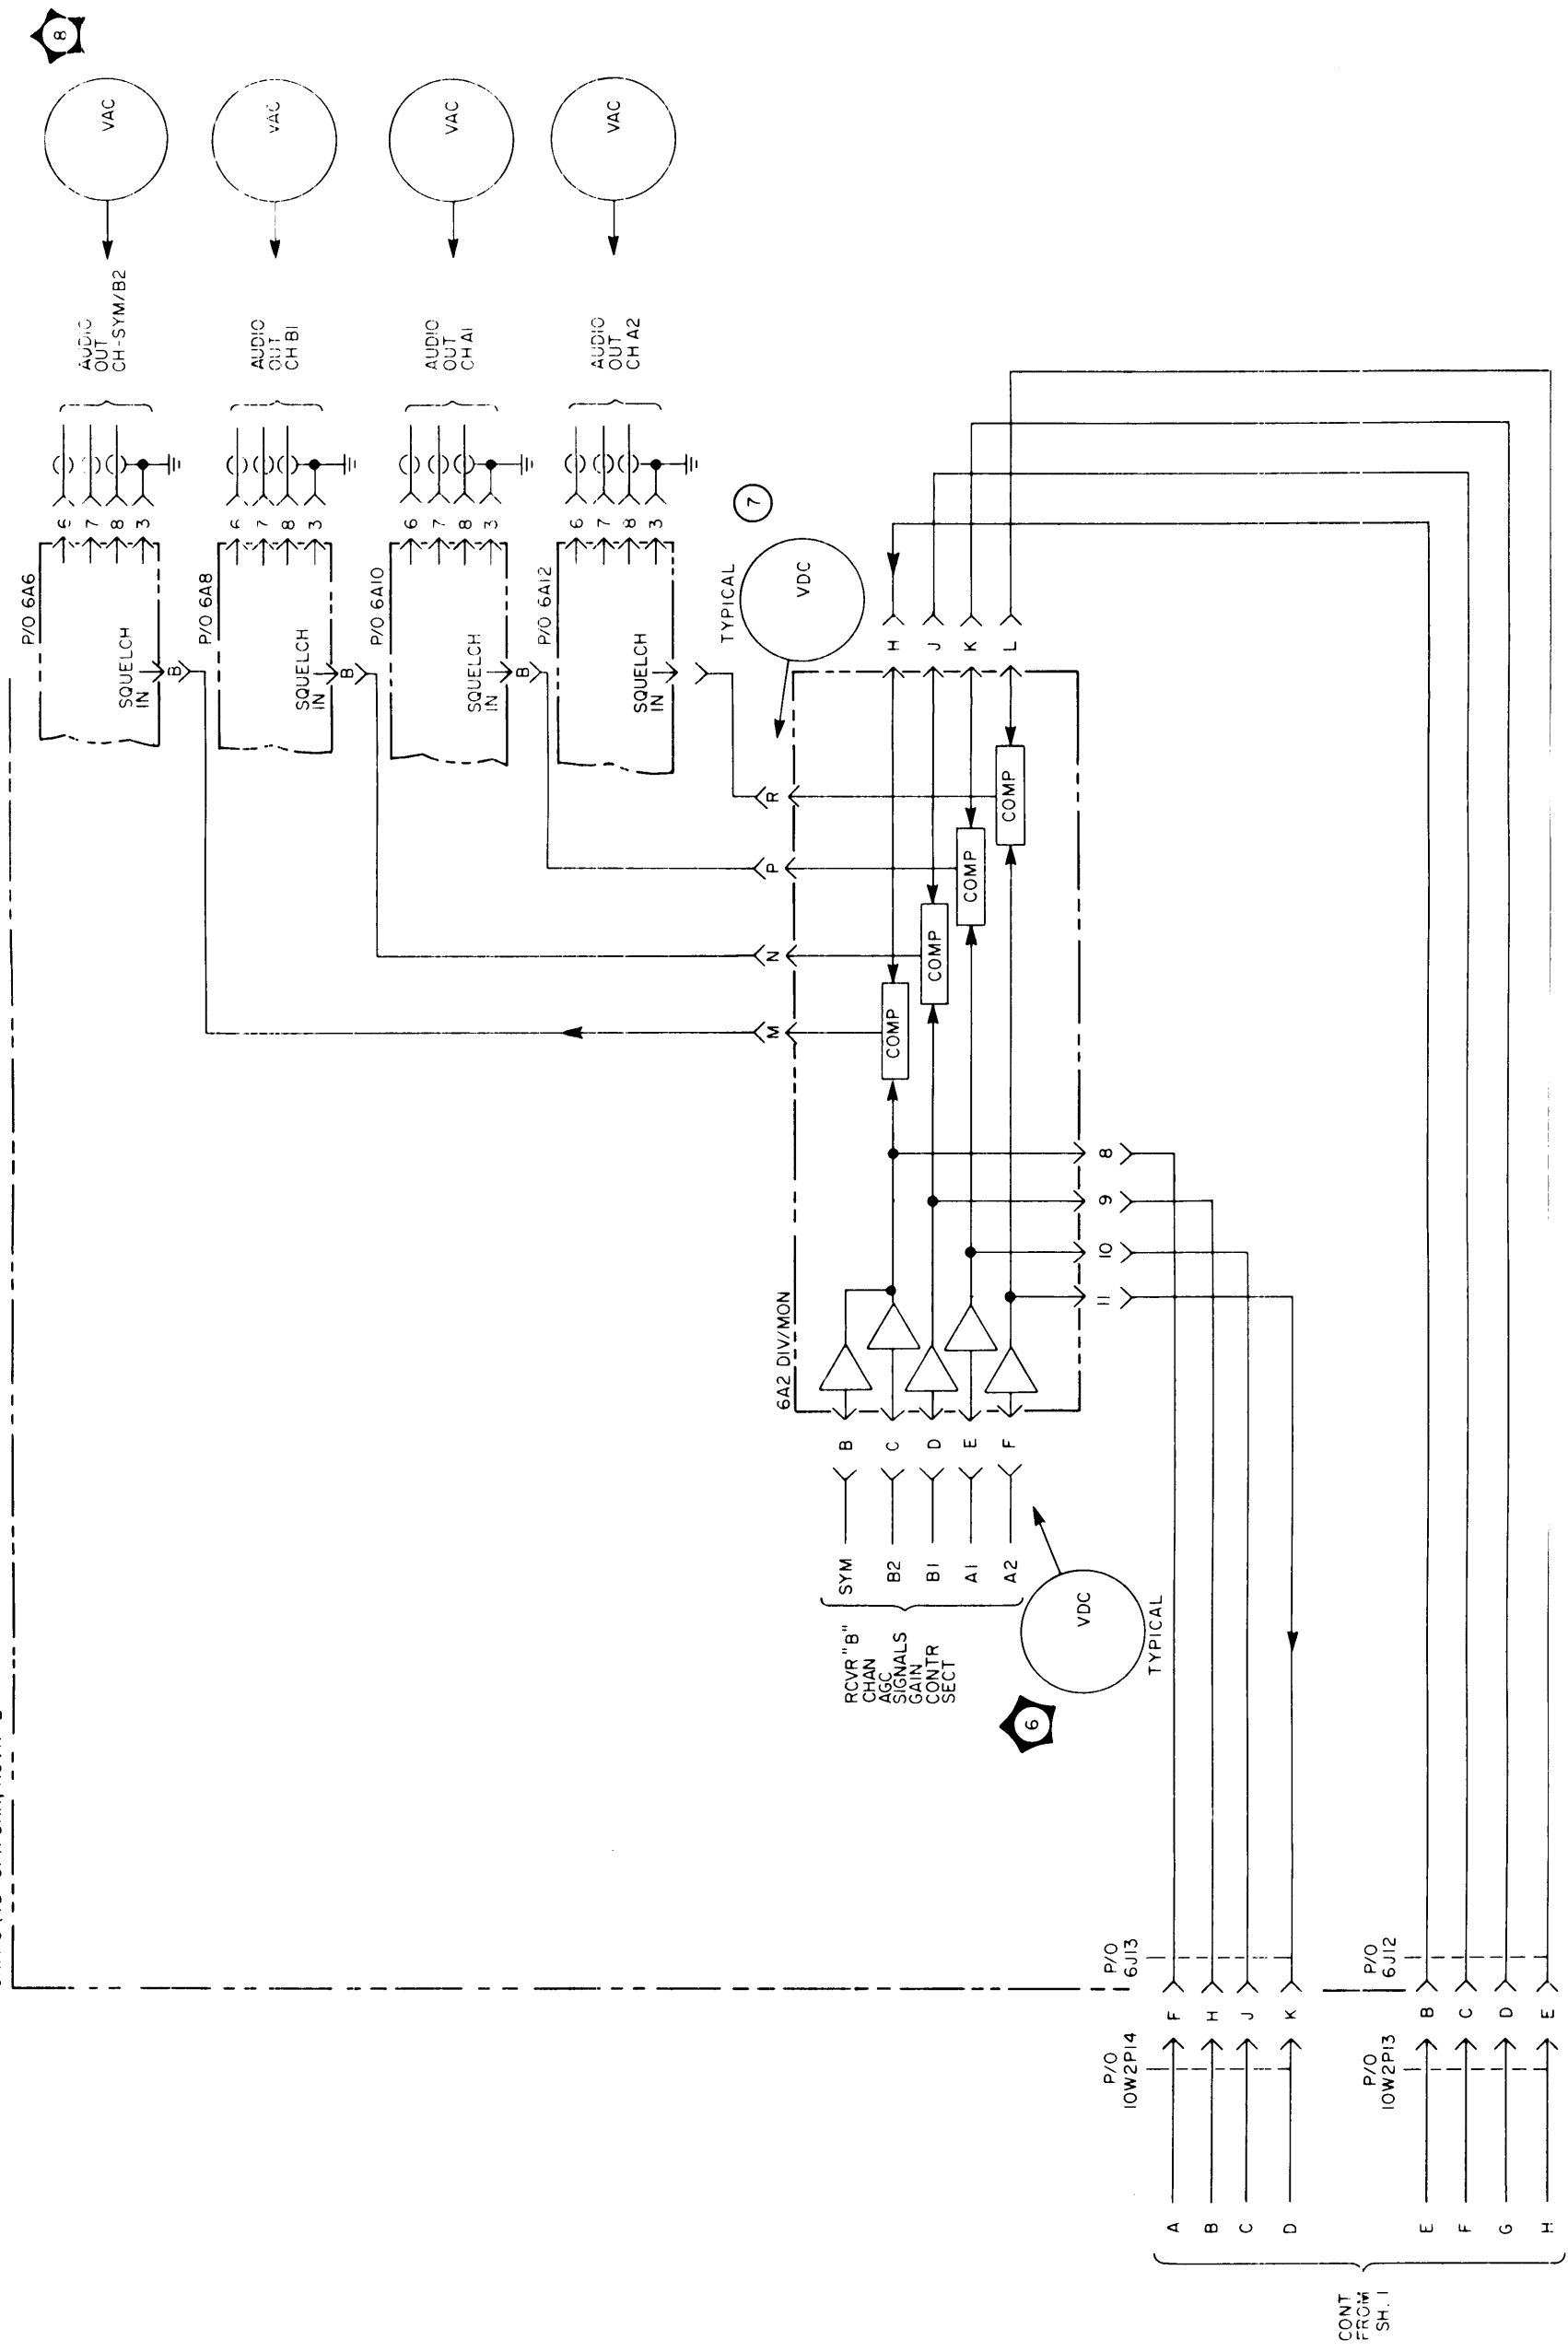 8
VAC
VAC
VAC
VAC
AUDIO
OUT
CH-SYM/B2
AUDIO
OUT
CH B1
AUDIO
OUT
CH A1
AUDIO
OUT
CH A2
6
7
8
3
6
7
8
3
6
7
8
3
6
7
8
3
P/O 6A6
SQUELCH
IN
B
P/O 6A8
SQUELCH
IN
B
P/O 6A10
SQUELCH
IN
B
P/O 6A12
SQUELCH
IN
7
TYPICAL
VDC
H
J
K
L
R
P
N
M
COMP
COMP
COMP
COMP
8
9
10
11
6A2 DIV/MON
B
C
D
E
F
SYM
B2
B1
A1
A2
RCVR "B"
CHAN
AGC
SIGNALS
GAIN
CONTR
SECT
6
VDC
TYPICAL
P/O
6J13
F
H
J
K
P/O
10W2P14
A
B
C
D
P/O
6J12
B
C
D
E
P/O
10W2P13
E
F
G
H
CONT
FROM
SH. 1